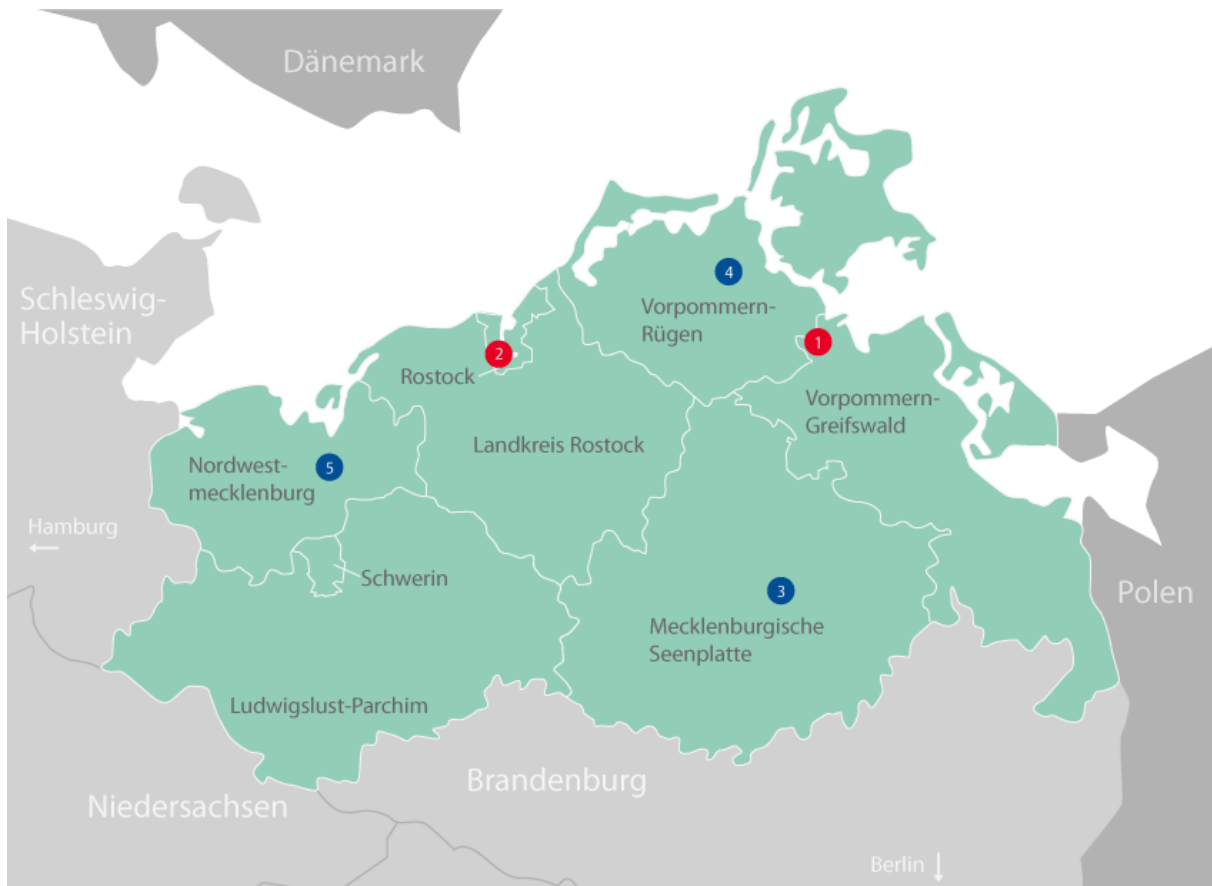 Dänemark
4
Schleswig-
Holstein
Vorpommern-
Rügen
1
2
Rostock
Vorpommern-
Greifswald
Landkreis Rostock
Nordwest-
mecklenburg
5
Hamburg
Schwerin
3
Polen
Mecklenburgische
Seenplatte
Ludwigslust-Parchim
Brandenburg
Niedersachsen
Berlin